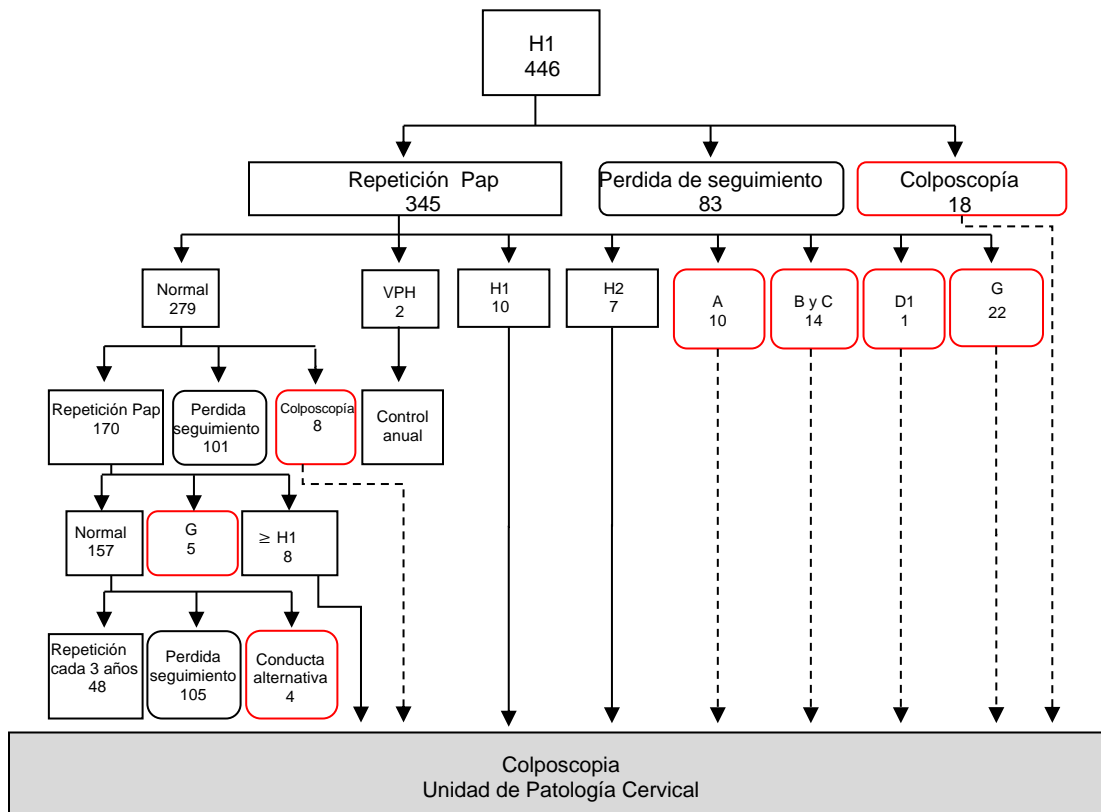 H1
446
Repetición Pap
345
Perdida de seguimiento
83
Colposcopía
18
Normal
279
VPH
2
H1
10
H2
7
A
10
B y C
14
D1
1
G
22
Repetición Pap
170
Perdida
seguimiento
101
Colposcopía
8
Control
anual
Normal
157
G
5
≥ H1
8
Repetición
cada 3 años
48
Perdida
seguimiento
105
Conducta
alternativa
4
Colposcopia
Unidad de Patología Cervical